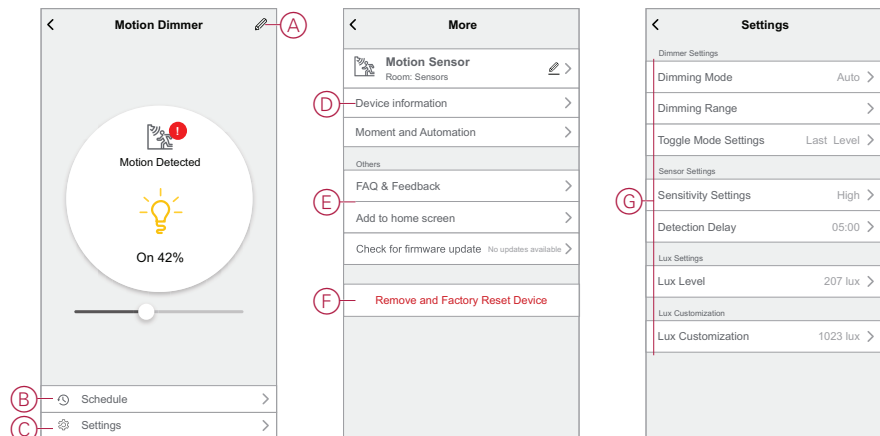 Motion Dimmer
A
!
Motion Detected
On 42%
B
Schedule
C
Settings
More
Motion Sensor
Room: Sensors
D
Device information
Moment and Automation
Others
E
FAQ & Feedback
Add to home screen
Check for firmware update No updates available
F
Remove and Factory Reset Device
Settings
Dimmer Settings
Dimming Mode Auto
Dimming Range
Toggle Mode Settings Last Level
Sensor Settings
G
Sensitivity Settings High
Detection Delay 05:00
Lux Settings
Lux Level 207 lux
Lux Customization
Lux Customization 1023 lux